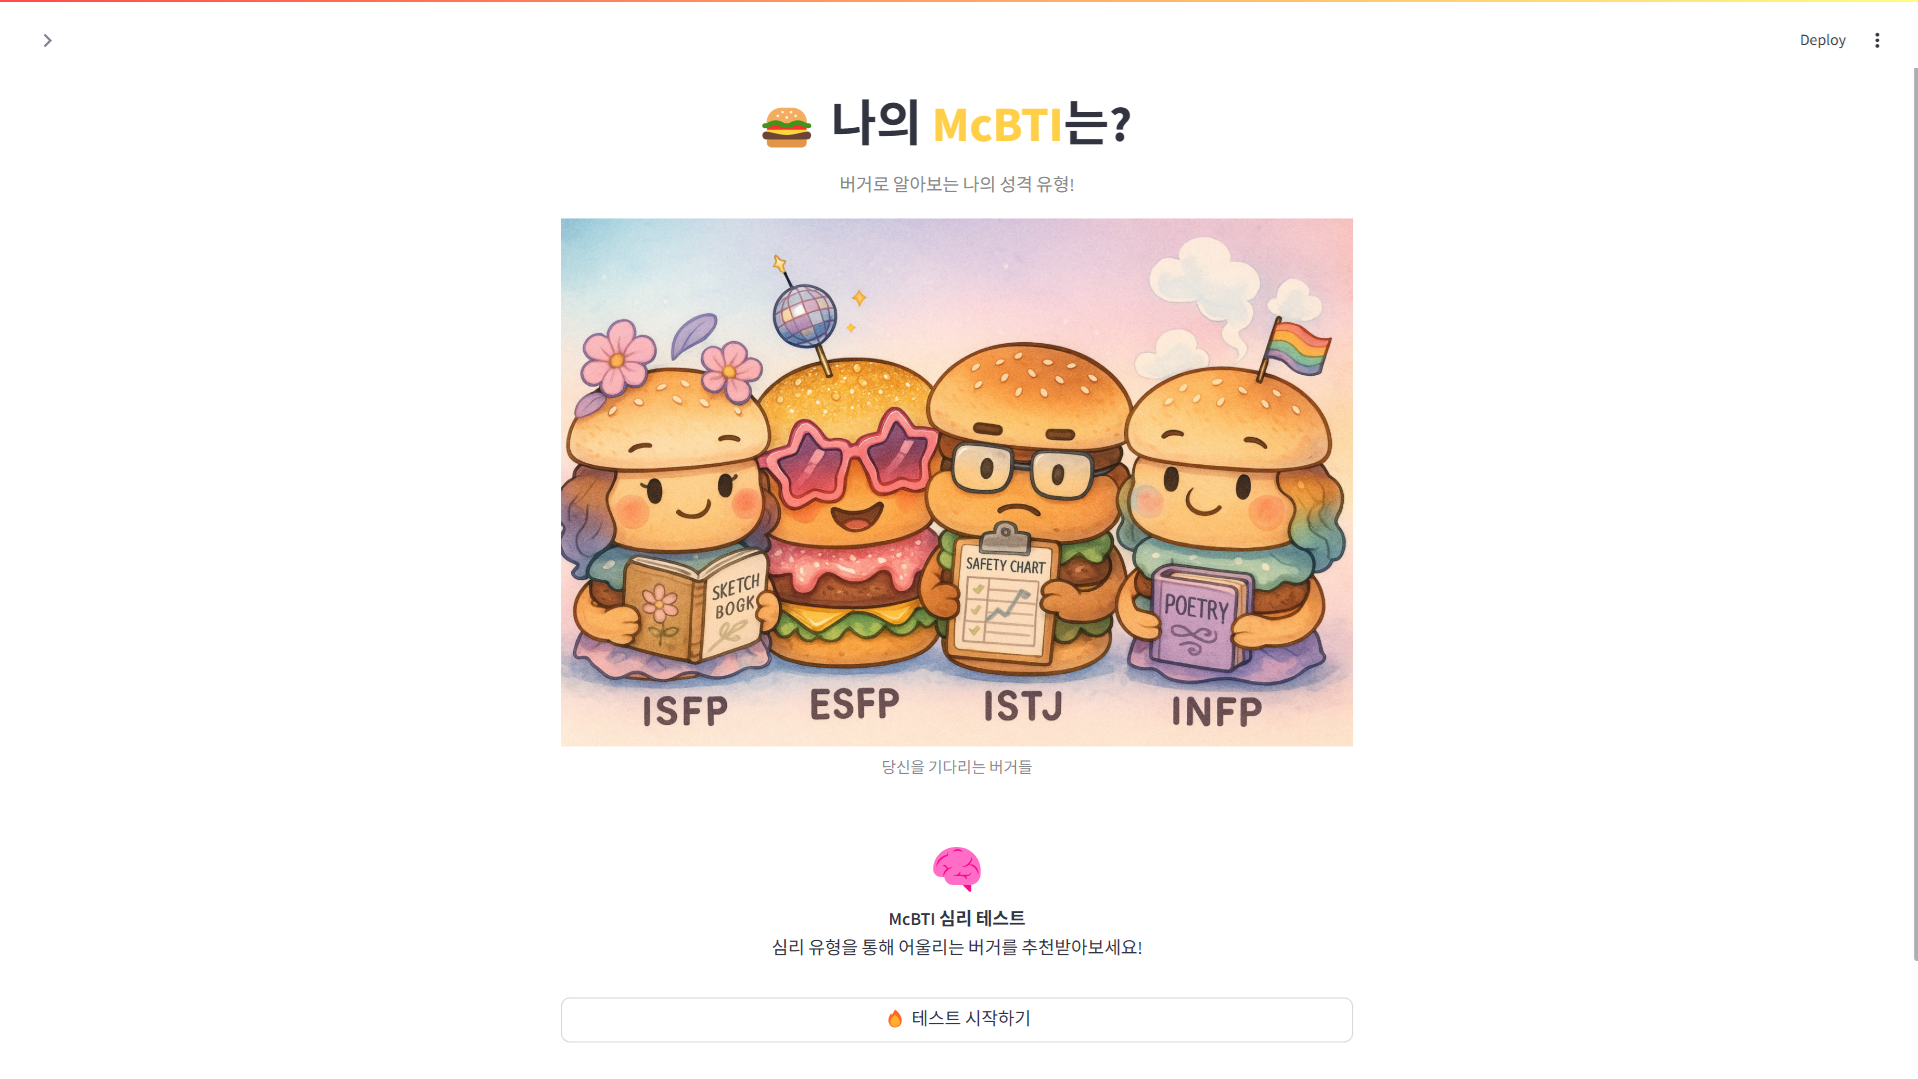 Deploy
나의 McBTI는?
버거로 알아보는 나의 성격 유형!
SKETCH
BOGK
SAFETY CHART
POETRY
ISFP
ESFP
ISTJ
INFP
당신을 기다리는 버거들
McBTI 심리 테스트
심리 유형을 통해 어울리는 버거를 추천받아보세요!
테스트 시작하기